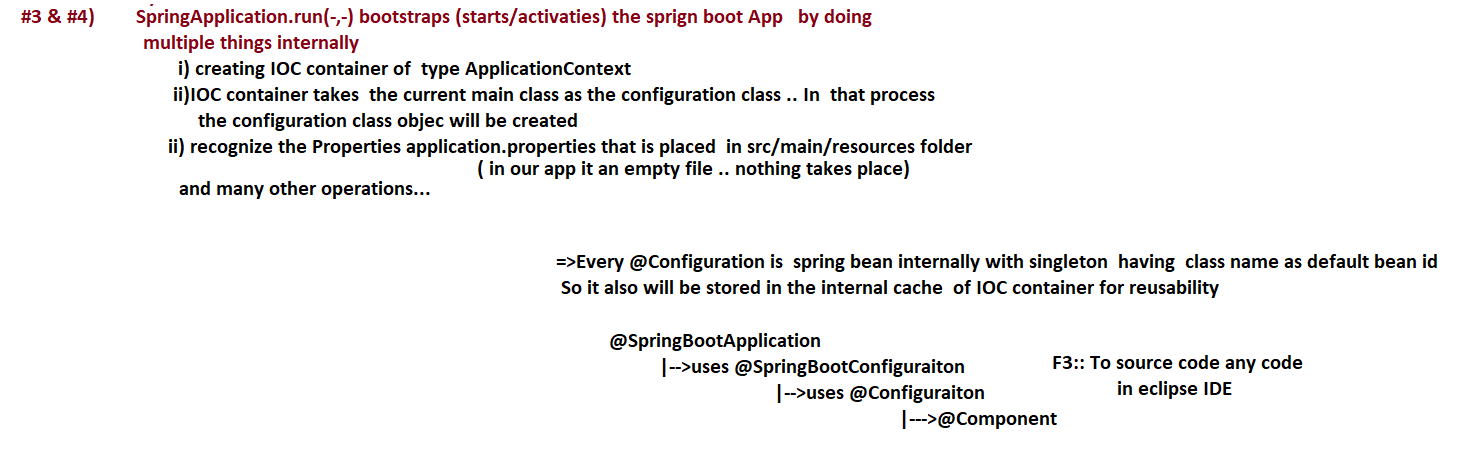 #3 & #4) SpringApplication.run(-,-) bootstraps (starts/activaties) the sprign boot App by doing
multiple things internally
i) creating IOC container of type ApplicationContext
ii)IOC container takes the current main class as the configuration class .. In that process
the configuration class objec will be created
ii) recognize the Properties application.properties that is placed in src/main/resources folder
( in our app it an empty file .. nothing takes place)
and many other operations...
=>Every @Configuration is spring bean internally with singleton having class name as default bean id
So it also will be stored in the internal cache of IOC container for reusability
@SpringBootApplication
|-->uses @SpringBootConfiguraiton
|-->uses @Configuraiton
|--->@Component
F3:: To source code any code
in eclipse IDE